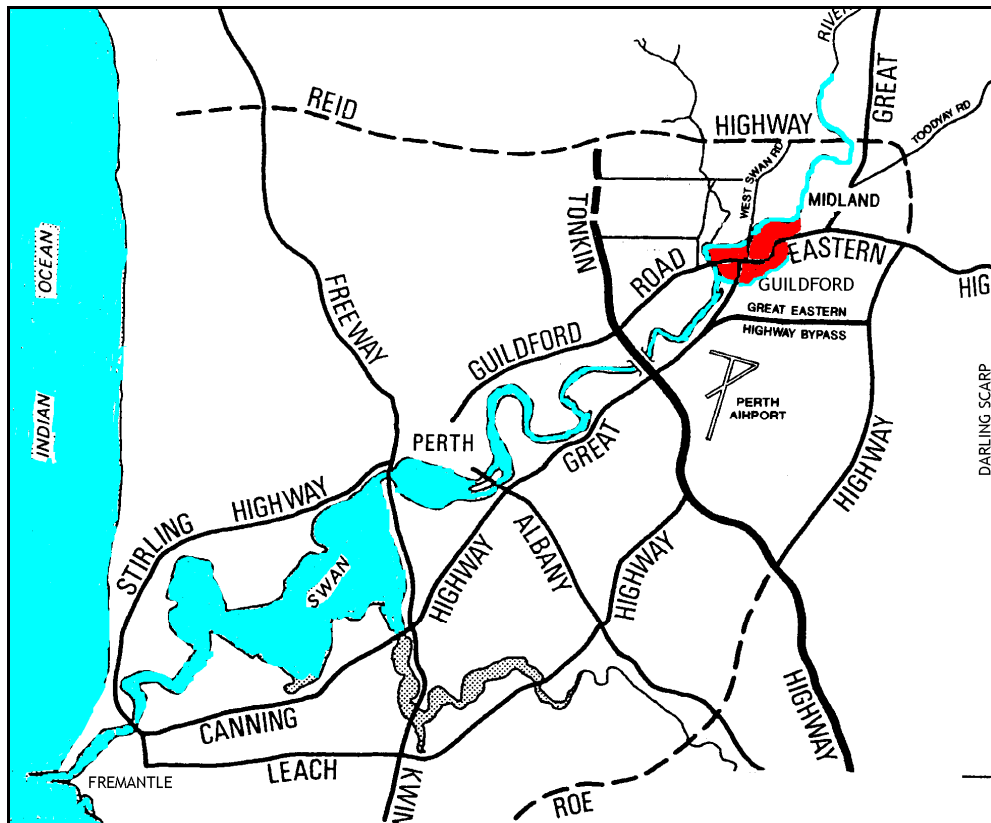 RIVER
GREAT
TOODYAY RD
REID
HIGHWAY
WEST SWAN RD
MIDLAND
TONKIN
EASTERN
HIG
GUILDFORD
ROAD
GREAT EASTERN
HIGHWAY BYPASS
OCEAN
INDIAN
FREEWAY
GUILDFORD
PERTH
AIHPORT
DARLING SCARP
PERTH
GREAT
HIGHWAY
STIRLING
HIGHWAY
SWAN
HIGHWAY
ALBANY
HIGHWAY
CANNING
LEACH
KWIN
HIGHWAY
FREMANTLE
ROE